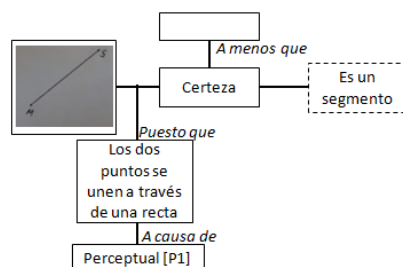 A menos que
S
M
Certeza
Es un
segmento
Puesto que
Los dos
puntos se
unen a través
de una recta
A causa de
Perceptual [P1]